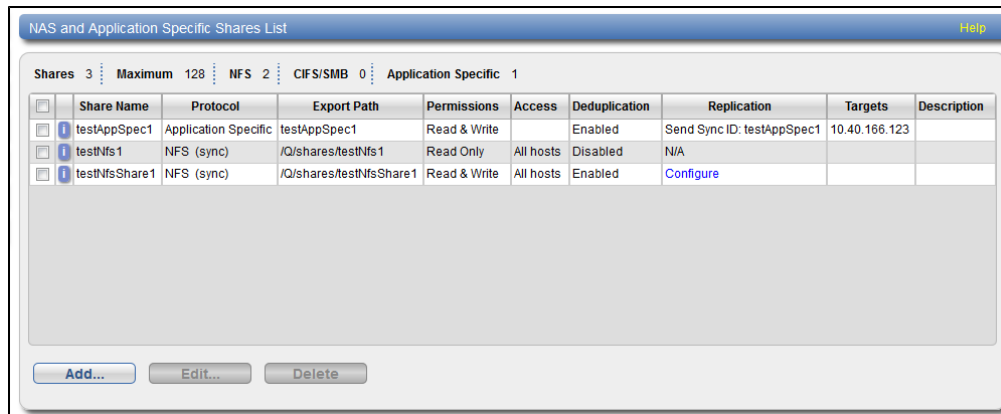 NAS and Application Specific Shares List Help
Shares 3 Maximum 128 NFS 2 CIFS/SMB 0 Application Specific 1
Share Name Protocol Export Path Permissions Access Deduplication Replication Targets Description
testAppSpec1 Application Specific testAppSpec1 Read & Write Enabled Send Sync ID: testAppSpec1 10.40.166.123
testNfs1 NFS (sync) /Q/shares/testNfs1 Read Only All hosts Disabled N/A
testNfsShare1 NFS (sync) /Q/shares/testNfsShare1 Read & Write All hosts Enabled Configure
Add... Edit... Delete